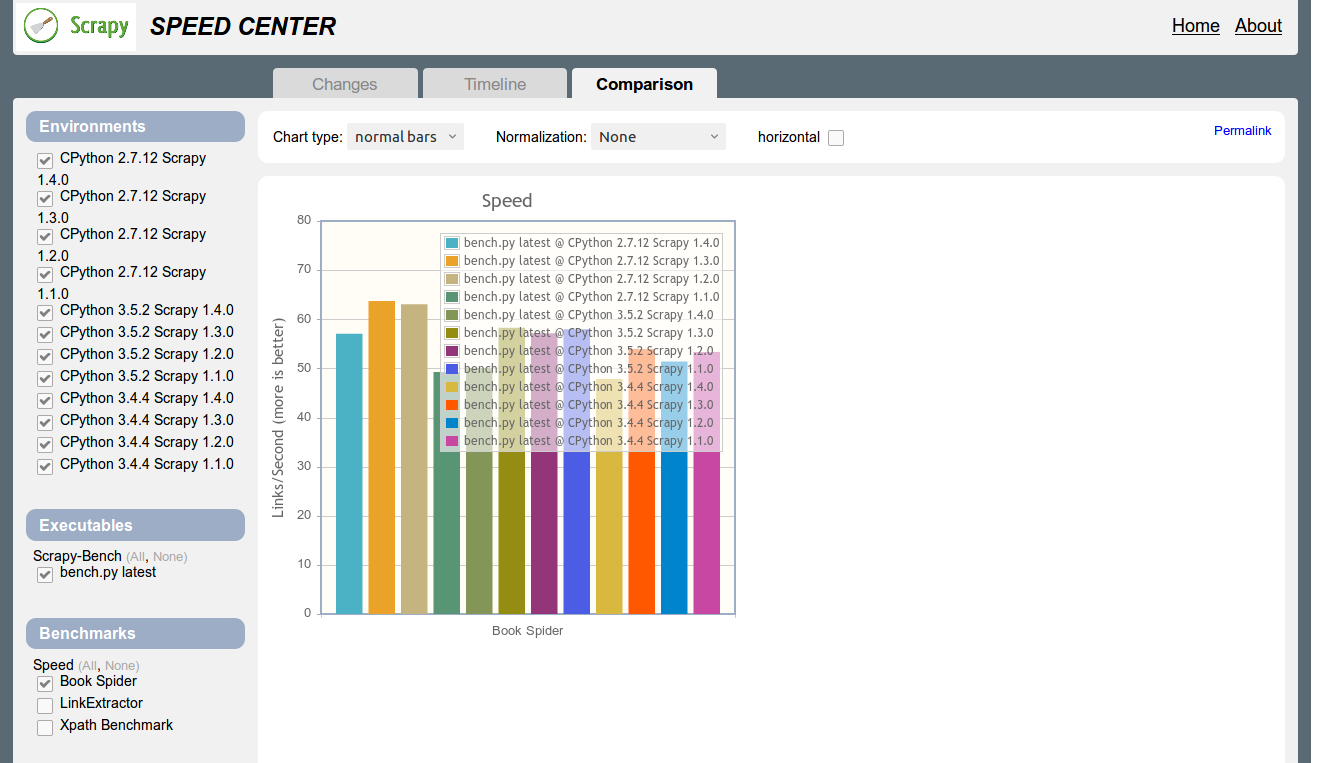 Scrapy SPEED CENTER Home About
Changes Timeline Comparison
Environments
CPython 2.7.12 Scrapy
1.4.0
CPython 2.7.12 Scrapy
1.3.0
CPython 2.7.12 Scrapy
1.2.0
CPython 2.7.12 Scrapy
1.1.0
CPython 3.5.2 Scrapy 1.4.0
CPython 3.5.2 Scrapy 1.3.0
CPython 3.5.2 Scrapy 1.2.0
CPython 3.5.2 Scrapy 1.1.0
CPython 3.4.4 Scrapy 1.4.0
CPython 3.4.4 Scrapy 1.3.0
CPython 3.4.4 Scrapy 1.2.0
CPython 3.4.4 Scrapy 1.1.0
Executables
Scrapy-Bench (All, None)
bench.py latest
Benchmarks
Speed (All, None)
Book Spider
LinkExtractor
Xpath Benchmark
Chart type: normal bars Normalization: None horizontal Permalink
Speed
80
70
60
50
40
30
20
10
0
Links/Second (more is better)
bench.py latest @ CPython 2.7.12 Scrapy 1.4.0
bench.py latest @ CPython 2.7.12 Scrapy 1.3.0
bench.py latest @ CPython 2.7.12 Scrapy 1.2.0
bench.py latest @ CPython 2.7.12 Scrapy 1.1.0
bench.py latest @ CPython 3.5.2 Scrapy 1.4.0
bench.py latest @ CPython 3.5.2 Scrapy 1.3.0
bench.py latest @ CPython 3.5.2 Scrapy 1.2.0
bench.py latest @ CPython 3.5.2 Scrapy 1.1.0
bench.py latest @ CPython 3.4.4 Scrapy 1.4.0
bench.py latest @ CPython 3.4.4 Scrapy 1.3.0
bench.py latest @ CPython 3.4.4 Scrapy 1.2.0
bench.py latest @ CPython 3.4.4 Scrapy 1.1.0
Book Spider